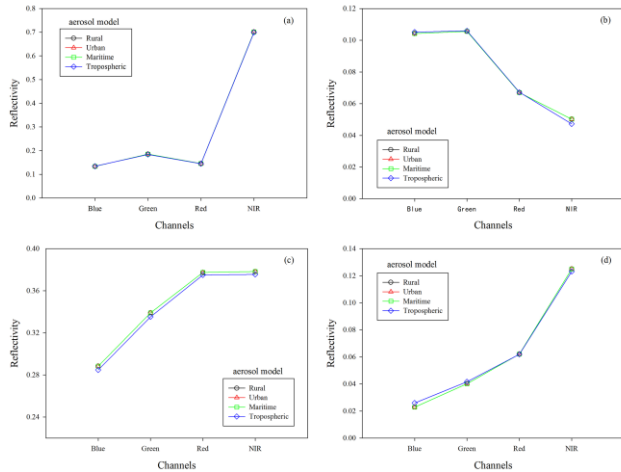 (a)
aerosol model
Rural
Urban
Maritime
Tropospheric
Reflectivity
0.8
0.7
0.6
0.5
0.4
0.3
0.2
0.1
0.0
Blue Green Red NIR
Channels
(b)
0.12
0.10
0.08
0.06
0.04
0.02
0.00
Reflectivity
aerosol model
Rural
Urban
Maritime
Tropospheric
Blue Green Red NIR
Channels
(c)
0.40
0.36
0.32
0.28
0.24
Reflectivity
aerosol model
Rural
Urban
Maritime
Tropospheric
Blue Green Red NIR
Channels
(d)
0.14
0.12
0.10
0.08
0.06
0.04
0.02
0.00
Reflectivity
aerosol model
Rural
Urban
Maritime
Tropospheric
Blue Green Red NIR
Channels